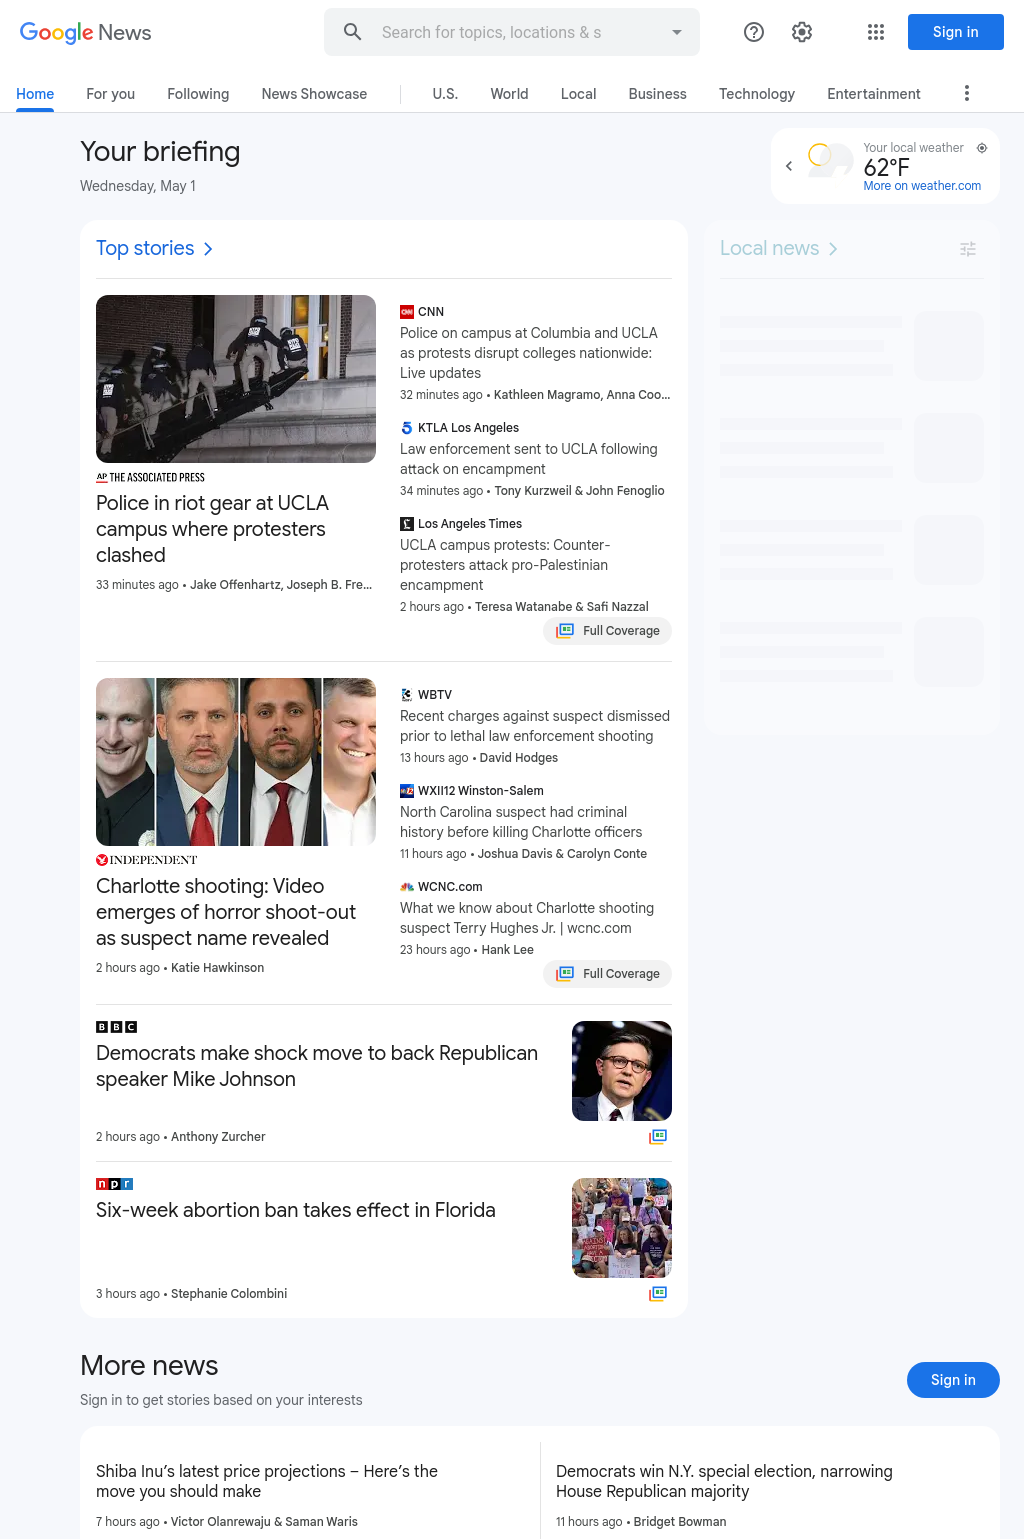 Google News
Search for topics, locations & s
Sign in
Home
For you
Following
News Showcase
U.S.
World
Local
Business
Technology
Entertainment
Your briefing
Wednesday, May 1
Your local weather
62°F
More on weather.com
Top stories
AP THE ASSOCIATED PRESS
Police in riot gear at UCLA
campus where protesters
clashed
33 minutes ago • Jake Offenhartz, Joseph B. Fre...
CNN
Police on campus at Columbia and UCLA
as protests disrupt colleges nationwide:
Live updates
32 minutes ago • Kathleen Magramo, Anna Coo...
KTLA Los Angeles
Law enforcement sent to UCLA following
attack on encampment
34 minutes ago • Tony Kurzweil & John Fenoglio
Los Angeles Times
UCLA campus protests: Counter-
protesters attack pro-Palestinian
encampment
2 hours ago • Teresa Watanabe & Safi Nazzal
Full Coverage
INDEPENDENT
Charlotte shooting: Video
emerges of horror shoot-out
as suspect name revealed
2 hours ago • Katie Hawkinson
WBTV
Recent charges against suspect dismissed
prior to lethal law enforcement shooting
13 hours ago • David Hodges
WXII12 Winston-Salem
North Carolina suspect had criminal
history before killing Charlotte officers
11 hours ago • Joshua Davis & Carolyn Conte
WCNC.com
What we know about Charlotte shooting
suspect Terry Hughes Jr. | wcnc.com
23 hours ago • Hank Lee
Full Coverage
BBC
Democrats make shock move to back Republican
speaker Mike Johnson
2 hours ago • Anthony Zurcher
npr
Six-week abortion ban takes effect in Florida
3 hours ago • Stephanie Colombini
Local news
More news
Sign in to get stories based on your interests
Sign in
Shiba Inu's latest price projections – Here's the
move you should make
7 hours ago • Victor Olanrewaju & Saman Waris
Democrats win N.Y. special election, narrowing
House Republican majority
11 hours ago • Bridget Bowman